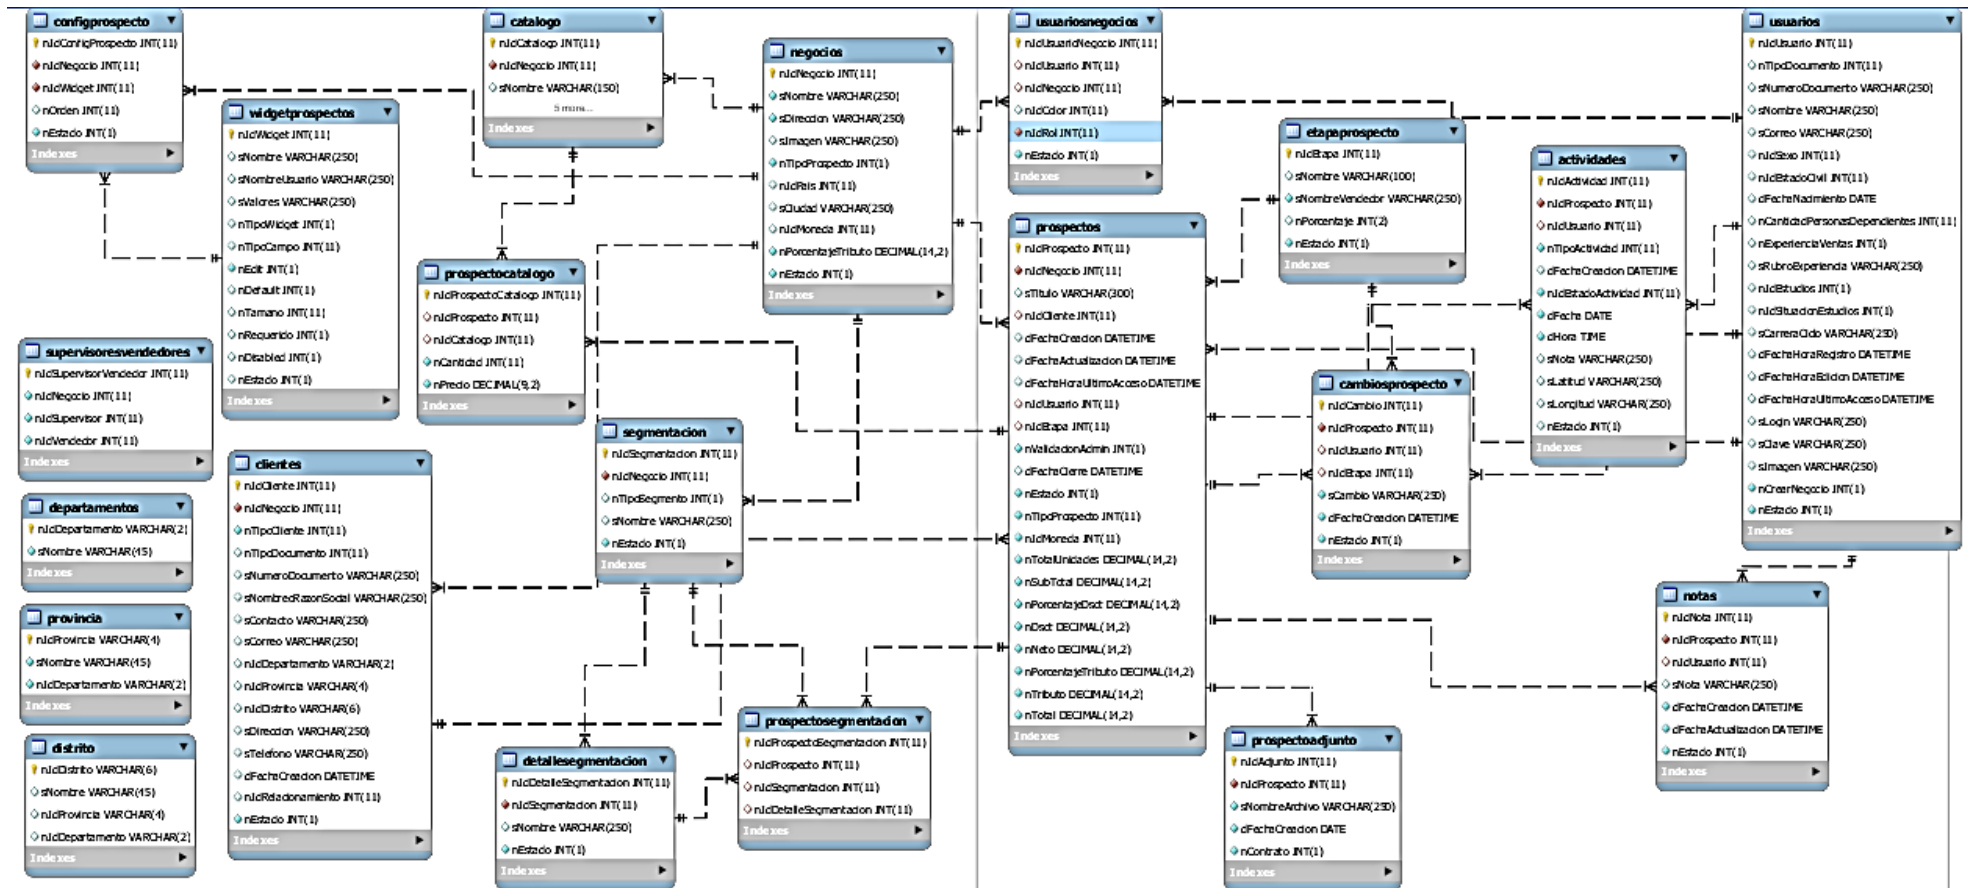 configprospecto
nIdConfigProspecto INT(11)
nIdNegocio INT(11)
nIdWidget INT(11)
nOrden INT(11)
nEstado INT(1)
Indexes
widgetprospectos
nIdWidget INT(11)
sNombre VARCHAR(250)
sNombreUsuario VARCHAR(250)
sValores VARCHAR(250)
nTipoWidget INT(1)
nTipoCampo INT(11)
nEdit INT(1)
nDefault INT(1)
nTamano INT(11)
nRequerido INT(1)
nDisabled INT(1)
nEstado INT(1)
Indexes
supervisoresvendedores
nIdSupervisorVendedor INT(11)
nIdNegocio INT(11)
nIdSupervisor INT(11)
nIdVendedor INT(11)
Indexes
departamentos
nIdDepartamento VARCHAR(2)
sNombre VARCHAR(45)
Indexes
provincia
nIdProvincia VARCHAR(4)
sNombre VARCHAR(45)
nIdDepartamento VARCHAR(2)
Indexes
distrito
nIdDistrito VARCHAR(6)
sNombre VARCHAR(45)
nIdProvincia VARCHAR(4)
nIdDepartamento VARCHAR(2)
Indexes
clientes
nIdCliente INT(11)
nIdNegocio INT(11)
nTipoCliente INT(11)
nTipoDocumento INT(11)
sNumeroDocumento VARCHAR(250)
sNombreoRazonSocial VARCHAR(250)
sContacto VARCHAR(250)
sCorreo VARCHAR(250)
nIdDepartamento VARCHAR(2)
nIdProvincia VARCHAR(4)
nIdDistrito VARCHAR(6)
sDireccion VARCHAR(250)
sTelefono VARCHAR(250)
dFechaCreacion DATETIME
nIdRelacionamiento INT(11)
nEstado INT(1)
Indexes
catalogo
nIdCatalogo INT(11)
nIdNegocio INT(11)
sNombre VARCHAR(150)
5 more...
Indexes
prospectocatalogo
nIdProspectoCatalogo INT(11)
nIdProspecto INT(11)
nIdCatalogo INT(11)
nCantidad INT(11)
nPrecio DECIMAL(9,2)
Indexes
negocios
nIdNegocio INT(11)
sNombre VARCHAR(250)
sDireccion VARCHAR(250)
sImagen VARCHAR(250)
nTipoProspecto INT(1)
nIdPais INT(11)
sCiudad VARCHAR(250)
nIdMoneda INT(11)
nPorcentajeTributo DECIMAL(14,2)
nEstado INT(1)
Indexes
segmentacion
nIdSegmentacion INT(11)
nIdNegocio INT(11)
nTipoSegmento INT(1)
sNombre VARCHAR(250)
nEstado INT(1)
Indexes
detallesegmentacion
nIdDetalleSegmentacion INT(11)
nIdSegmentacion INT(11)
sNombre VARCHAR(250)
nEstado INT(1)
Indexes
prospectosegmentacion
nIdProspectoSegmentacion INT(11)
nIdProspecto INT(11)
nIdSegmentacion INT(11)
nIdDetalleSegmentacion INT(11)
Indexes
usuariosnegocios
nIdUsuarioNegocio INT(11)
nIdUsuario INT(11)
nIdNegocio INT(11)
nIdColor INT(11)
nIdRol INT(11)
nEstado INT(1)
Indexes
prospectos
nIdProspecto INT(11)
nIdNegocio INT(11)
sTitulo VARCHAR(300)
nIdCliente INT(11)
dFechaCreacion DATETIME
dFechaActualizacion DATETIME
dFechaHoraUltimoAcceso DATETIME
nIdUsuario INT(11)
nIdEtapa INT(11)
nValidacionAdmin INT(1)
dFechaCierre DATETIME
nEstado INT(1)
nTipoProspecto INT(11)
nIdMoneda INT(11)
nTotalUnidades DECIMAL(14,2)
nSubTotal DECIMAL(14,2)
nPorcentajeDsct DECIMAL(14,2)
nDsct DECIMAL(14,2)
nNeto DECIMAL(14,2)
nPorcentajeTributo DECIMAL(14,2)
nTributo DECIMAL(14,2)
nTotal DECIMAL(14,2)
Indexes
etapaprospecto
nIdEtapa INT(11)
sNombre VARCHAR(100)
sNombreVendedor VARCHAR(250)
nPorcentaje INT(2)
nEstado INT(1)
Indexes
cambiosprospecto
nIdCambio INT(11)
nIdProspecto INT(11)
nIdUsuario INT(11)
nIdEtapa INT(11)
sCambio VARCHAR(250)
dFechaCreacion DATETIME
nEstado INT(1)
Indexes
prospectoadjunto
nIdAdjunto INT(11)
nIdProspecto INT(11)
sNombreArchivo VARCHAR(250)
dFechaCreacion DATE
nContrato INT(1)
Indexes
actividades
nIdActividad INT(11)
nIdProspecto INT(11)
nIdUsuario INT(11)
nTipoActividad INT(11)
dFechaCreacion DATETIME
nIdEstadoActividad INT(11)
dFecha DATE
dHora TIME
sNota VARCHAR(250)
sLatitud VARCHAR(250)
sLongitud VARCHAR(250)
nEstado INT(1)
Indexes
usuarios
nIdUsuario INT(11)
nTipoDocumento INT(11)
sNumeroDocumento VARCHAR(250)
sNombre VARCHAR(250)
sCorreo VARCHAR(250)
nIdSexo INT(11)
nIdEstadoCivil INT(11)
dFechaNacimiento DATE
nCantidadPersonasDependientes INT(11)
nExperienciaVentas INT(1)
sRubroExperiencia VARCHAR(250)
nIdEstudios INT(1)
nIdSituacionEstudios INT(1)
sCarreraCiclo VARCHAR(250)
dFechaHoraRegistro DATETIME
dFechaHoraEdicion DATETIME
dFechaHoraUltimoAcceso DATETIME
sLogin VARCHAR(250)
sClave VARCHAR(250)
sImagen VARCHAR(250)
nCrearNegocio INT(1)
nEstado INT(1)
Indexes
notas
nIdNota INT(11)
nIdProspecto INT(11)
nIdUsuario INT(11)
sNota VARCHAR(250)
dFechaCreacion DATETIME
dFechaActualizacion DATETIME
nEstado INT(1)
Indexes